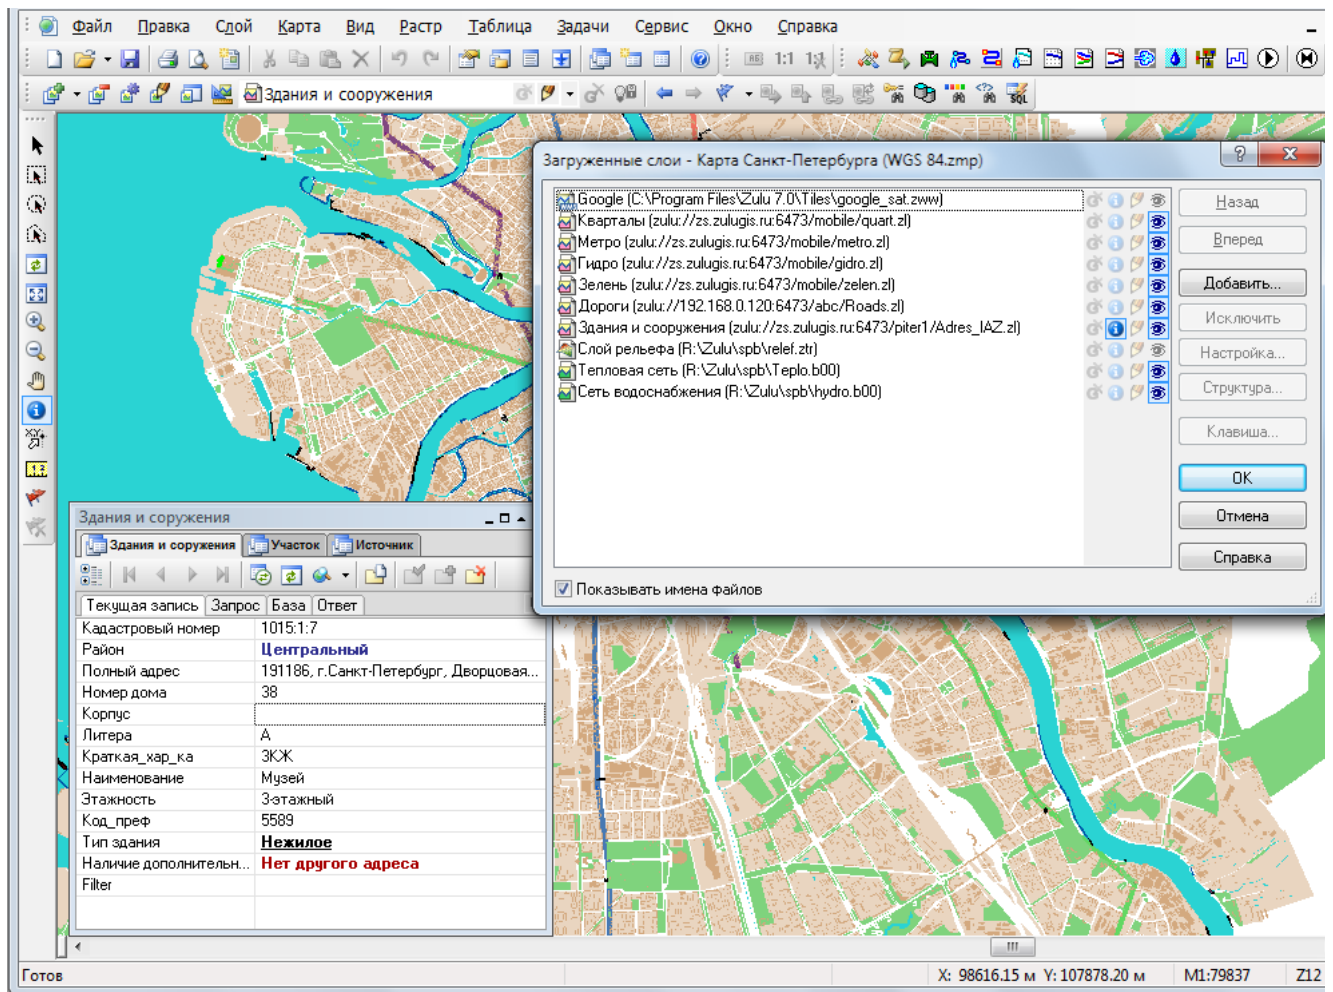 Файл Правка Слой Карта Вид Растр Таблица Задачи Сервис Окно Справка
1:1
Здания и сооружения
SQL
Загруженные слои - Карта Санкт-Петербурга (WGS 84.zmp)
Google (C:\Program Files\Zulu 7.0\Tiles\google_sat.zww)
Кварталы (zulu://zs.zulugis.ru:6473/mobile/quart.zl)
Метро (zulu://zs.zulugis.ru:6473/mobile/metro.zl)
Гидро (zulu://zs.zulugis.ru:6473/mobile/gidro.zl)
Зелень (zulu://zs.zulugis.ru:6473/mobile/zelen.zl)
Дороги (zulu://192.168.0.120:6473/abc/Roads.zl)
Здания и сооружения (zulu://zs.zulugis.ru:6473/piter1/Adres_IAZ.zl)
Слой рельефа (R:\Zulu\spb\relef.ztr)
Тепловая сеть (R:\Zulu\spb\Teplo.b00)
Сеть водоснабжения (R:\Zulu\spb\hydro.b00)
Назад
Вперед
Добавить...
Исключить
Настройка...
Структура...
Клавиша...
OK
Отмена
Справка
Показывать имена файлов
Здания и соружения
Здания и соружения Участок Источник
Текущая запись Запрос База Ответ
Кадастровый номер 1015:1:7
Район Центральный
Полный адрес 191186, г.Санкт-Петербург, Дворцовая...
Номер дома 38
Корпус
Литера А
Краткая_хар_ка ЗКЖ
Наименование Музей
Этажность 3-этажный
Код_преф 5589
Тип здания Нежилое
Наличие дополнительн... Нет другого адреса
Filter
Готов X: 98616.15 м Y: 107878.20 м М1:79837 Z12